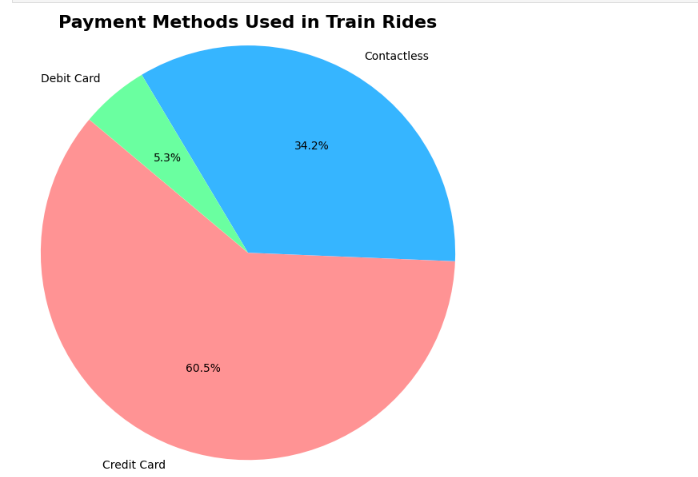 Payment Methods Used in Train Rides
Contactless
Debit Card
34.2%
5.3%
60.5%
Credit Card